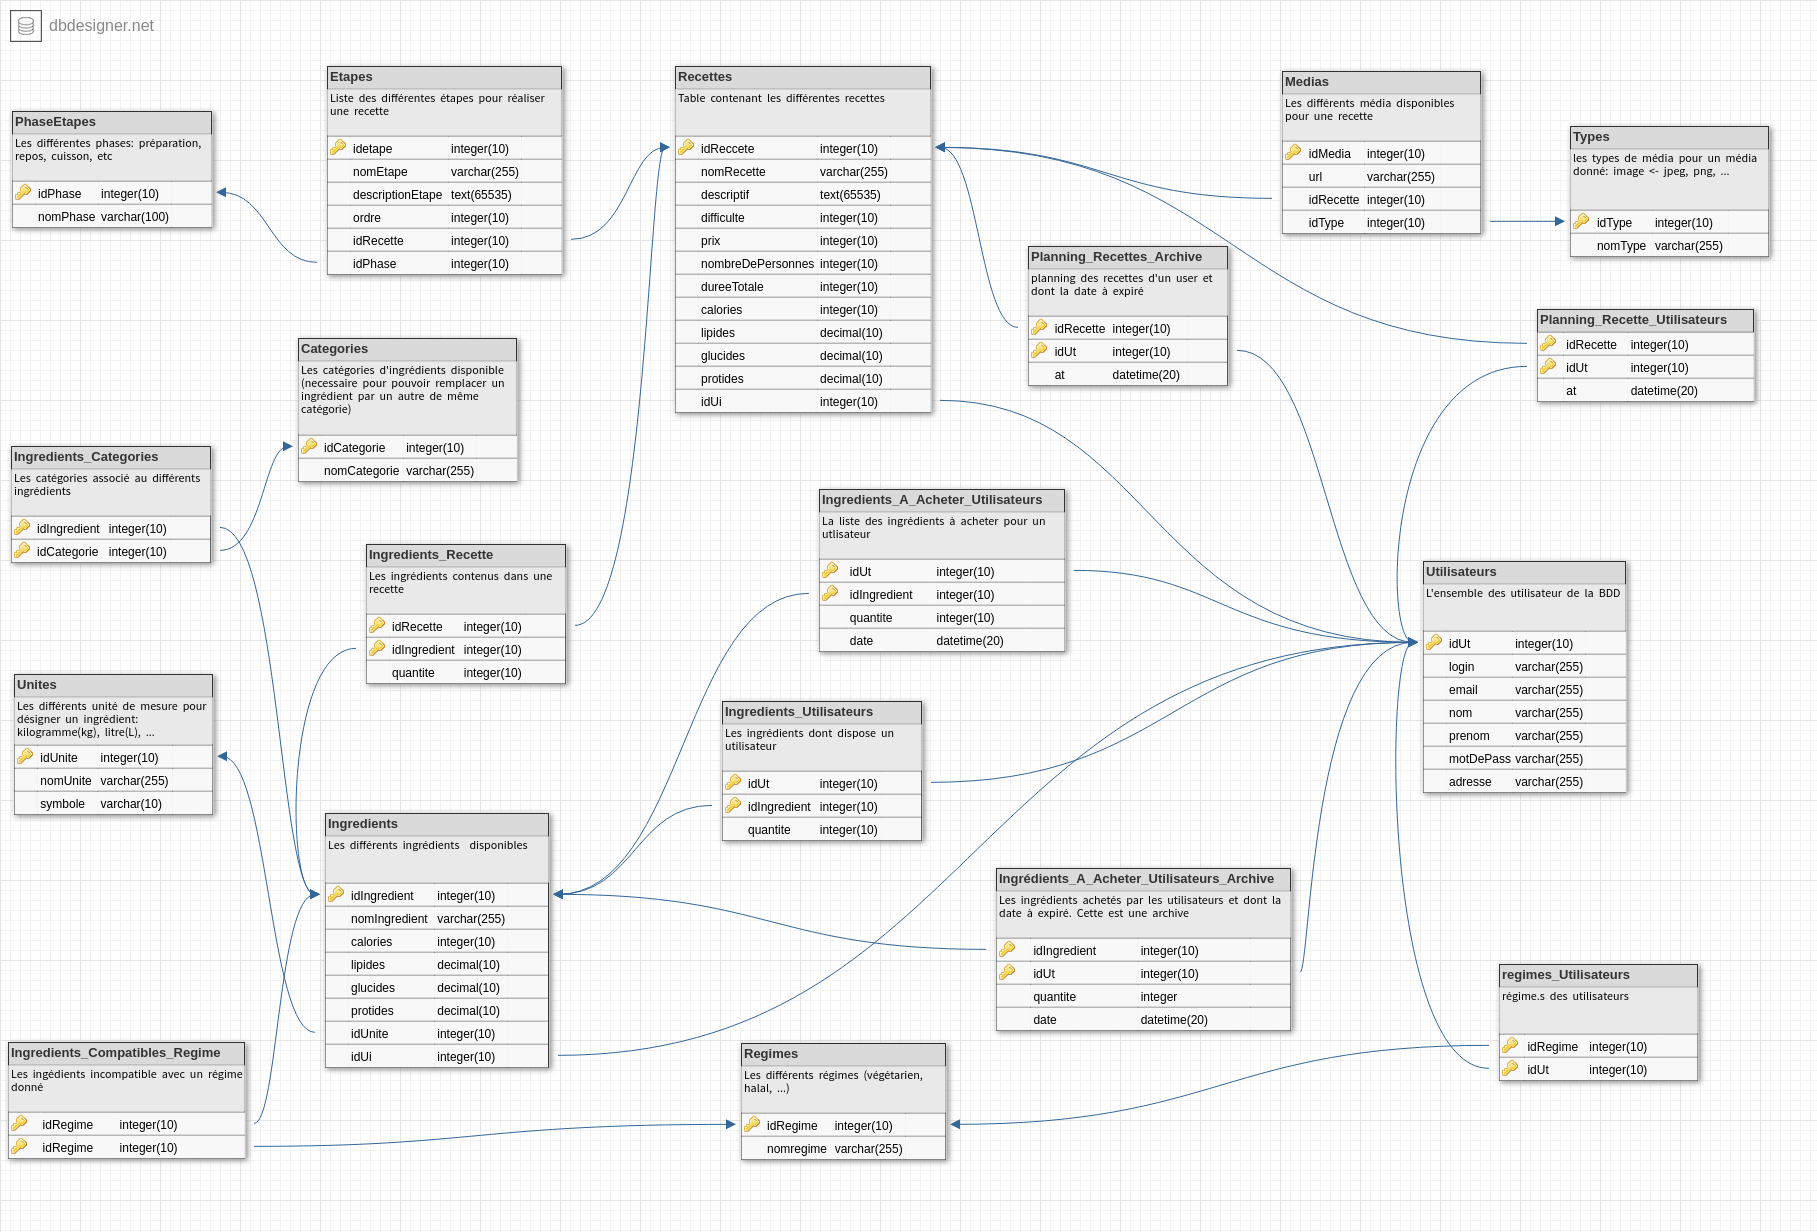 dbdesigner.net
PhaseEtapes
Les différentes phases: préparation,
repos, cuisson, etc
idPhase integer(10)
nomPhase varchar(100)
Etapes
Liste des différentes étapes pour réaliser
une recette
idetape integer(10)
nomEtape varchar(255)
descriptionEtape text(65535)
ordre integer(10)
idRecette integer(10)
idPhase integer(10)
Recettes
Table contenant les différentes recettes
idReccete integer(10)
nomRecette varchar(255)
descriptif text(65535)
difficulte integer(10)
prix integer(10)
nombreDePersonnes integer(10)
dureeTotale integer(10)
calories integer(10)
lipides decimal(10)
glucides decimal(10)
protides decimal(10)
idUi integer(10)
Medias
Les différents média disponibles
pour une recette
idMedia integer(10)
url varchar(255)
idRecette integer(10)
idType integer(10)
Types
les types de média pour un média
donné: image <- jpeg, png, ...
idType integer(10)
nomType varchar(255)
Planning_Recettes_Archive
planning des recettes d'un user et
dont la date à expiré
idRecette integer(10)
idUt integer(10)
at datetime(20)
Planning_Recette_Utilisateurs
idRecette integer(10)
idUt integer(10)
at datetime(20)
Categories
Les catégories d'ingrédients disponible
(necessaire pour pouvoir remplacer un
ingrédient par un autre de même
catégorie)
idCategorie integer(10)
nomCategorie varchar(255)
Ingredients_Categories
Les catégories associé au différents
ingrédients
idIngredient integer(10)
idCategorie integer(10)
Ingredients_Recette
Les ingrédients contenus dans une
recette
idRecette integer(10)
idIngredient integer(10)
quantite integer(10)
Ingredients_A_Acheter_Utilisateurs
La liste des ingrédients à acheter pour un
utlisateur
idUt integer(10)
idIngredient integer(10)
quantite integer(10)
date datetime(20)
Utilisateurs
L'ensemble des utilisateur de la BDD
idUt integer(10)
login varchar(255)
email varchar(255)
nom varchar(255)
prenom varchar(255)
motDePass varchar(255)
adresse varchar(255)
Unites
Les différents unité de mesure pour
désigner un ingrédient:
kilogramme(kg), litre(L), ...
idUnite integer(10)
nomUnite varchar(255)
symbole varchar(10)
Ingredients_Utilisateurs
Les ingrédients dont dispose un
utilisateur
idUt integer(10)
idIngredient integer(10)
quantite integer(10)
Ingredients
Les différents ingrédients disponibles
idIngredient integer(10)
nomIngredient varchar(255)
calories integer(10)
lipides decimal(10)
glucides decimal(10)
protides decimal(10)
idUnite integer(10)
idUi integer(10)
Ingrédients_A_Acheter_Utilisateurs_Archive
Les ingrédients achetés par les utilisateurs et dont la
date à expiré. Cette est une archive
idIngredient integer(10)
idUt integer(10)
quantite integer
date datetime(20)
regimes_Utilisateurs
régime.s des utilisateurs
idRegime integer(10)
idUt integer(10)
Ingredients_Compatibles_Regime
Les ingédients incompatible avec un régime
donné
idRegime integer(10)
idRegime integer(10)
Regimes
Les différents régimes (végétarien,
halal, ...)
idRegime integer(10)
nomregime varchar(255)